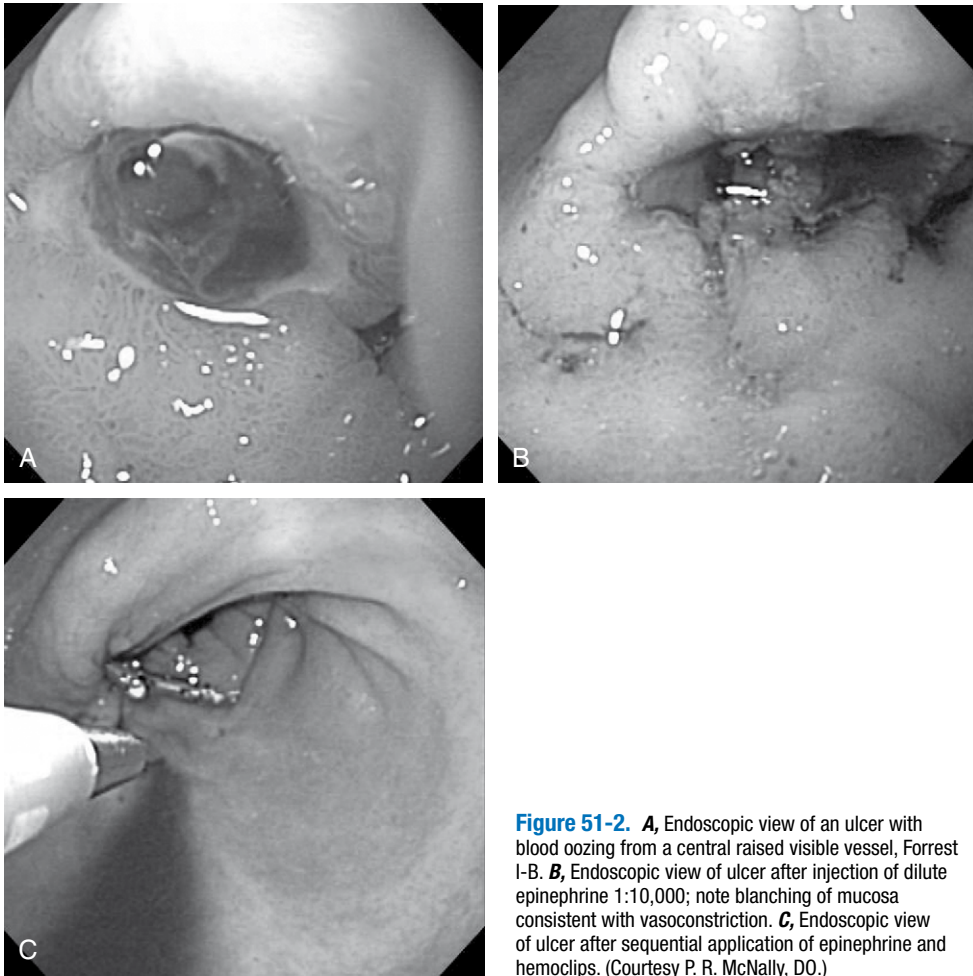 A
B
C
Figure 51-2. A, Endoscopic view of an ulcer with
blood oozing from a central raised visible vessel, Forrest
I-B. B, Endoscopic view of ulcer after injection of dilute
epinephrine 1:10,000; note blanching of mucosa
consistent with vasoconstriction. C, Endoscopic view
of ulcer after sequential application of epinephrine and
hemoclips. (Courtesy P. R. McNally, DO.)